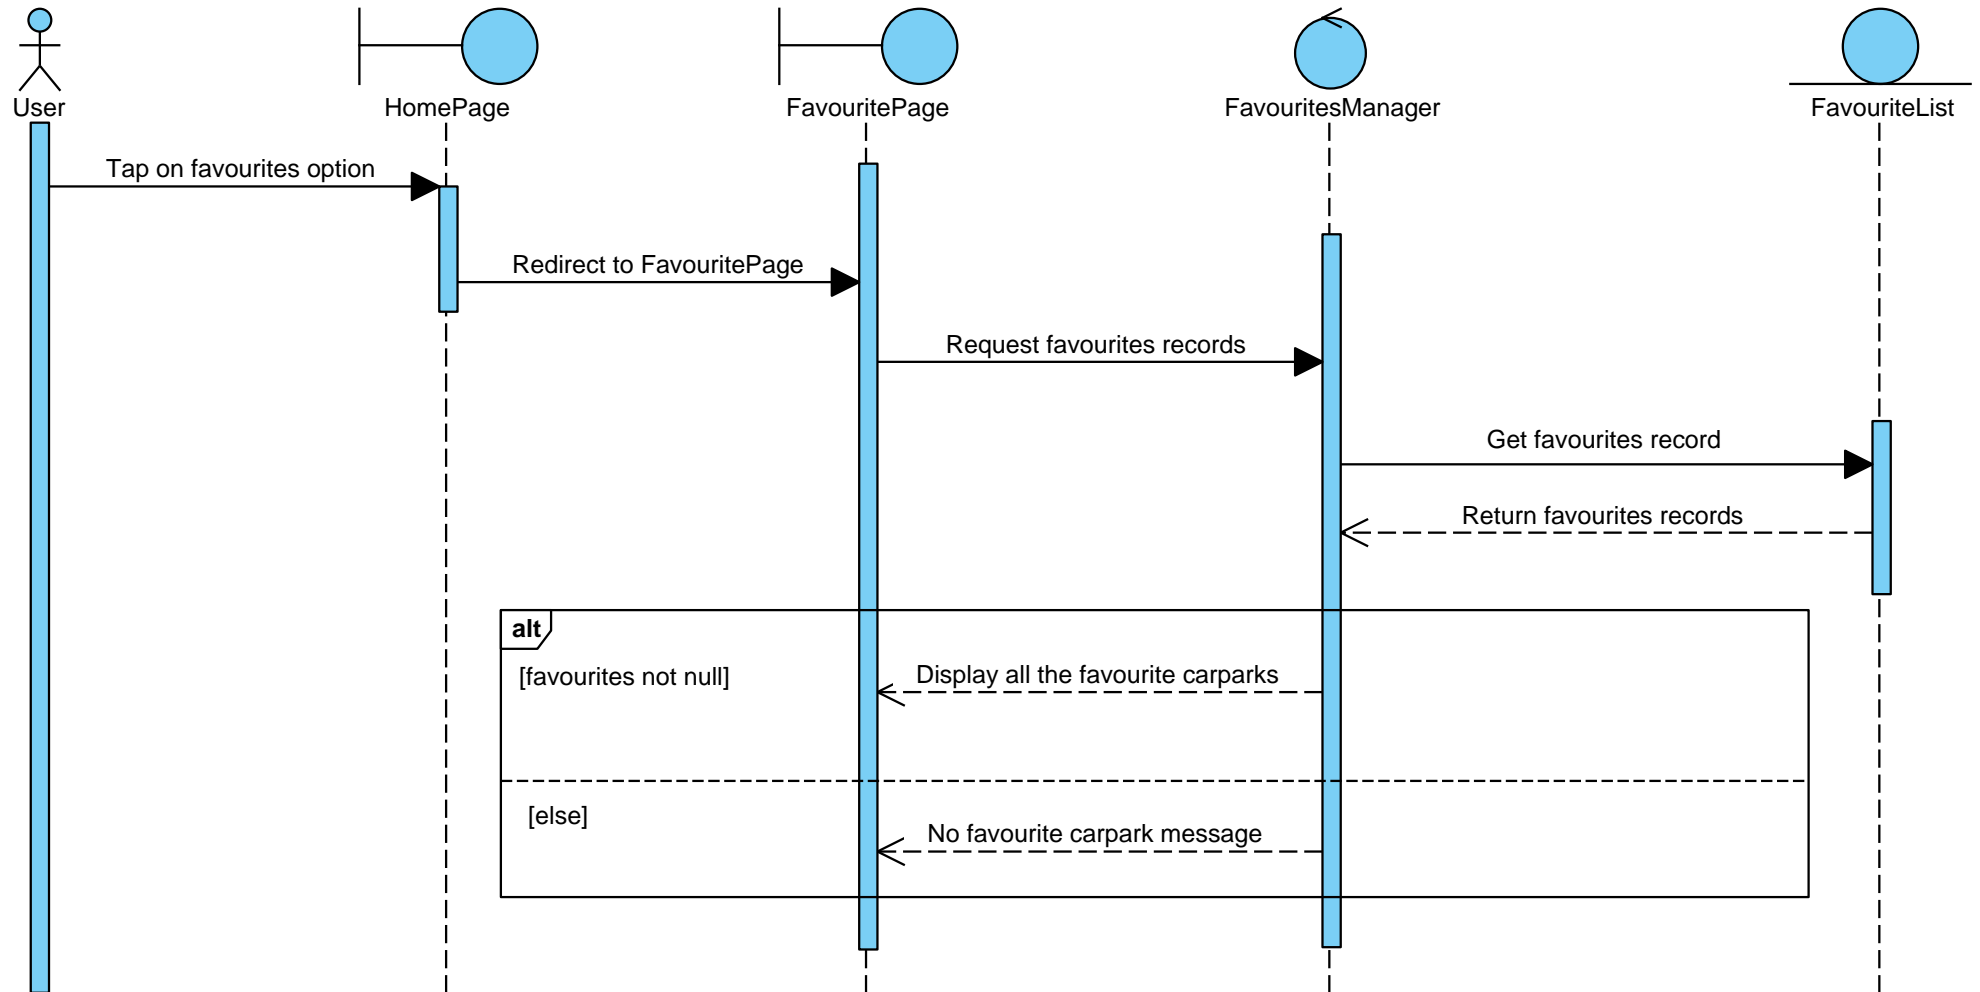 User
HomePage
FavouritePage
FavouritesManager
FavouriteList
Tap on favourites option
Redirect to FavouritePage
Request favourites records
Get favourites record
Return favourites records
alt
[favourites not null]
Display all the favourite carparks
[else]
No favourite carpark message